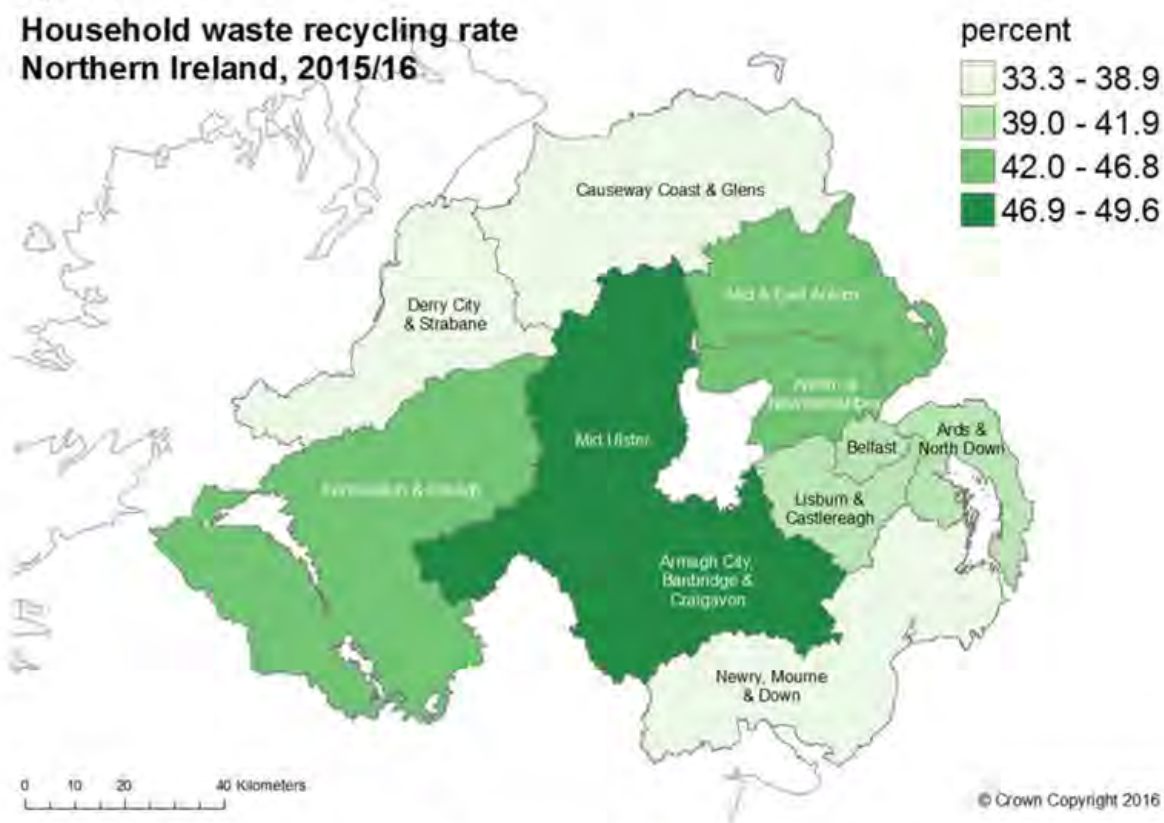 Household waste recycling rate
Northern Ireland, 2015/16
percent
33.3 - 38.9
39.0 - 41.9
42.0 - 46.8
46.9 - 49.6
Causeway Coast & Glens
Mid & East Antrim
Derry City
& Strabane
Antrim &
Newtownabbey
Mid Ulster
Belfast
Ards &
North Down
Fermanagh & Omagh
Lisburn &
Castlereagh
Armagh City,
Banbridge &
Craigavon
Newry, Mourne
& Down
0 10 20 40 Kilometers
© Crown Copyright 2016